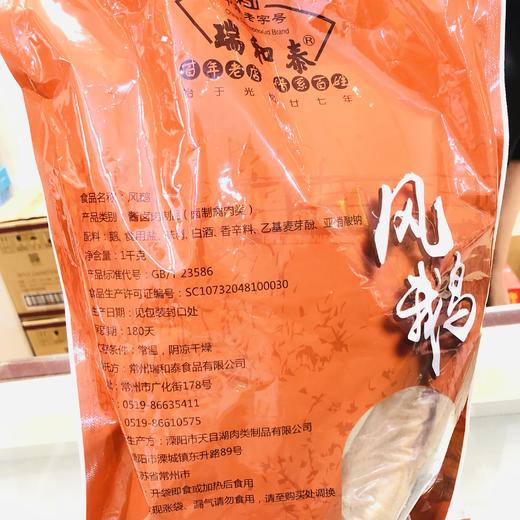 老字号
瑞和泰®
百年老店 情系百姓
始于光绪廿七年
风鹅
食品名称：风鹅
产品类别：酱卤肉制品（酱卤肉类）
配料：鹅、食用盐、白酒、香辛料、乙基麦芽酚、亚硝酸钠
净含量：1千克
产品标准代号：GB/T 23586
食品生产许可证编号：SC10732048100030
生产日期：见包装封口处
保质期：180天
条件：常温，阴凉干燥
方：常州瑞和泰食品有限公司
常州市广化街178号
0519-86635411
0519-86610575
生产方：溧阳市天目湖肉类制品有限公司
溧阳市溧城镇东升路89号
苏省常州市
开袋即食或加热后食用
现涨袋、漏气请勿食用，请至购买处调换